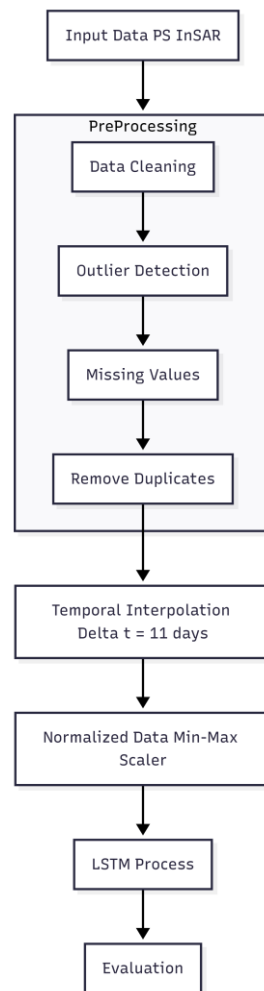 Input Data PS InSAR
PreProcessing
Data Cleaning
Outlier Detection
Missing Values
Remove Duplicates
Temporal Interpolation
Delta t = 11 days
Normalized Data Min-Max
Scaler
LSTM Process
Evaluation